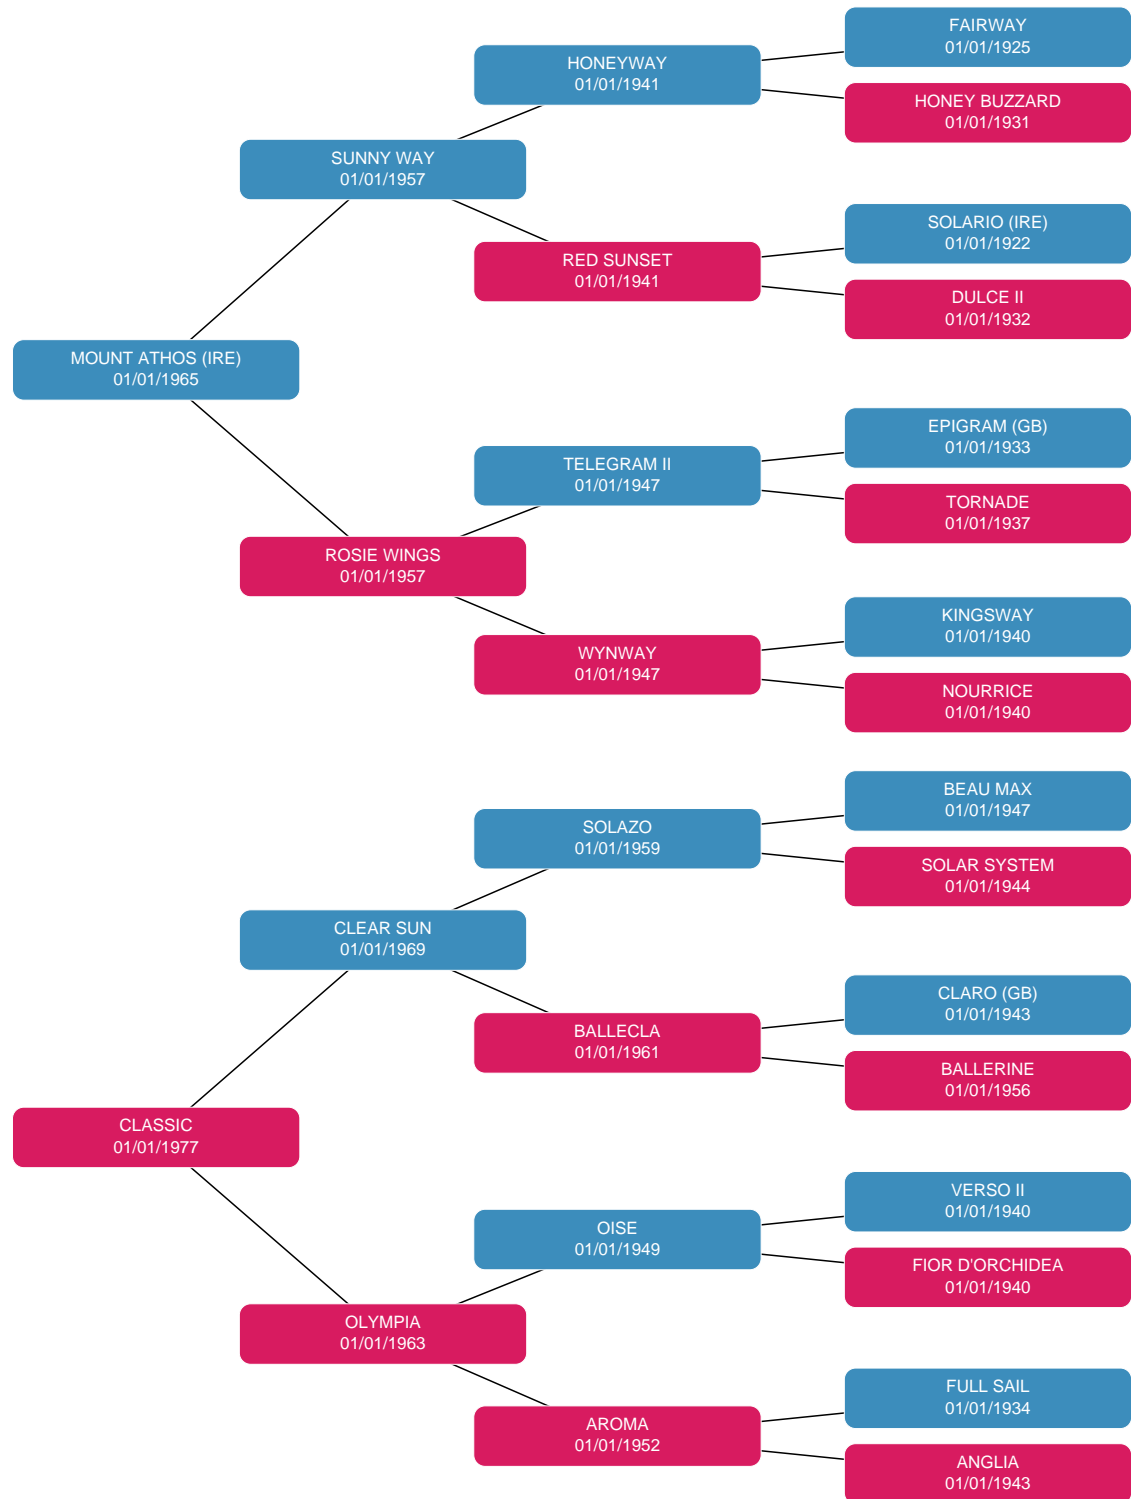 FAIRWAY
01/01/1925
HONEYWAY
01/01/1941
HONEY BUZZARD
01/01/1931
SUNNY WAY
01/01/1957
SOLARIO (IRE)
01/01/1922
RED SUNSET
01/01/1941
DULCE II
01/01/1932
MOUNT ATHOS (IRE)
01/01/1965
EPIGRAM (GB)
01/01/1933
TELEGRAM II
01/01/1947
TORNADE
01/01/1937
ROSIE WINGS
01/01/1957
KINGSWAY
01/01/1940
WYNWAY
01/01/1947
NOURRICE
01/01/1940
BEAU MAX
01/01/1947
SOLAZO
01/01/1959
SOLAR SYSTEM
01/01/1944
CLEAR SUN
01/01/1969
CLARO (GB)
01/01/1943
BALLECLA
01/01/1961
BALLERINE
01/01/1956
CLASSIC
01/01/1977
VERSO II
01/01/1940
OISE
01/01/1949
FIOR D'ORCHIDEA
01/01/1940
OLYMPIA
01/01/1963
FULL SAIL
01/01/1934
AROMA
01/01/1952
ANGLIA
01/01/1943